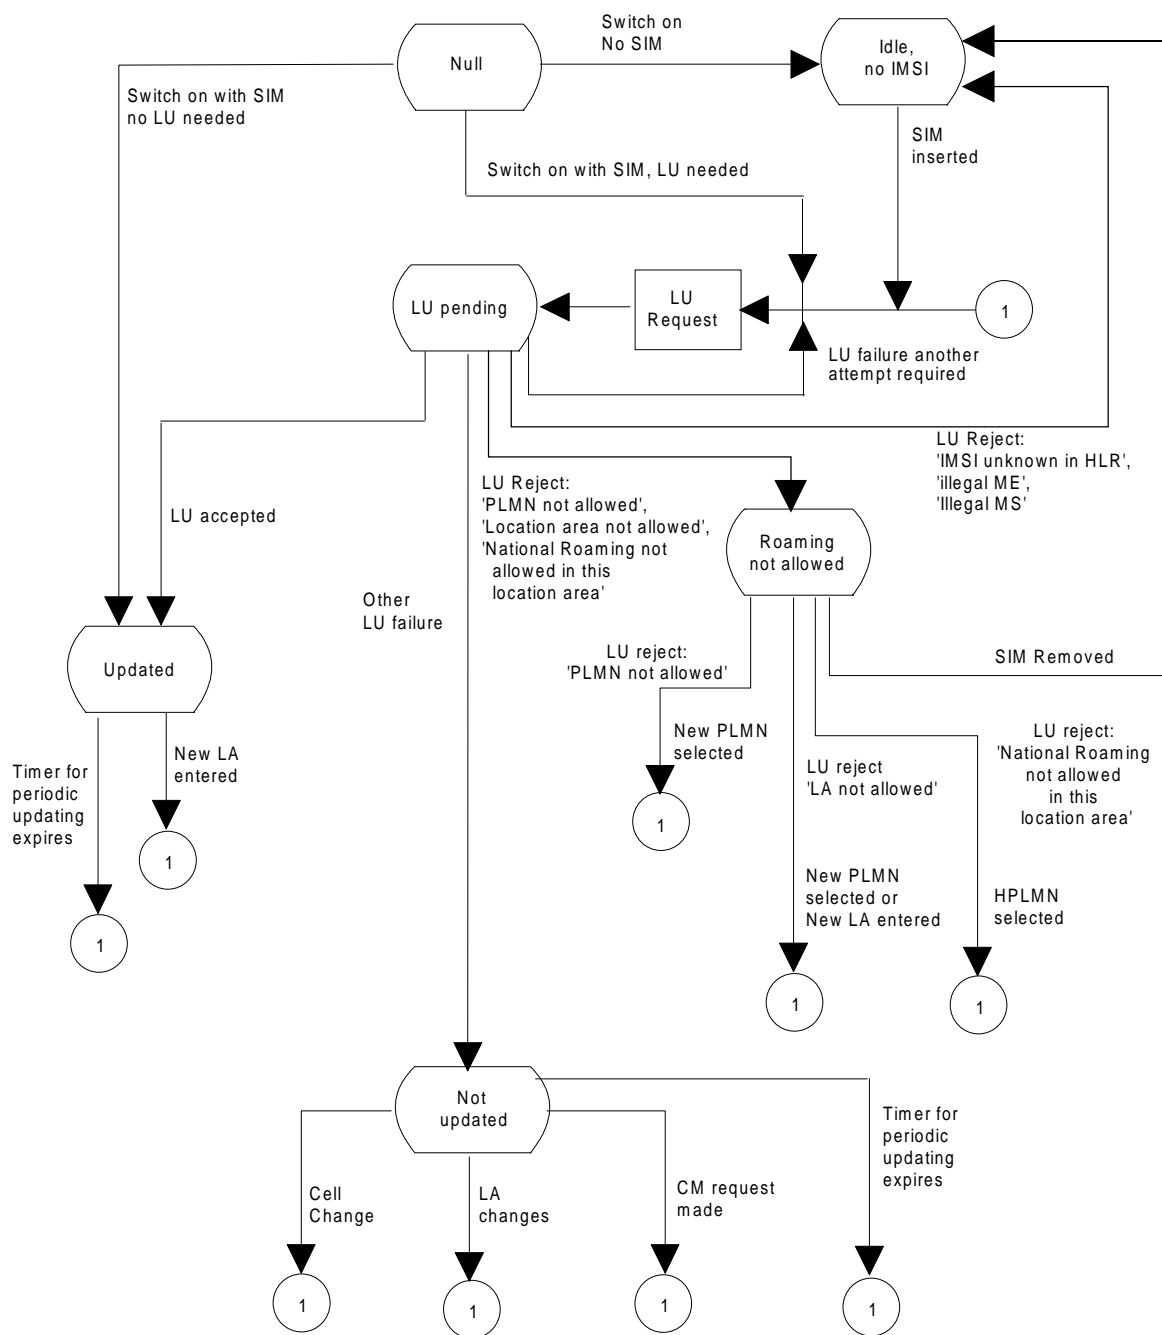 Switch on
No SIM
Null
Idle,
no IMSI
Switch on with SIM
no LU needed
SIM
inserted
Switch on with SIM, LU needed
LU pending
LU
Request
1
LU failure another
attempt required
LU Reject:
'IMSI unknown in HLR',
'illegal ME',
'Illegal MS'
LU Reject:
'PLMN not allowed',
'Location area not allowed',
'National Roaming not
allowed in this
location area'
LU accepted
Roaming
not allowed
Other
LU failure
Updated
LU reject:
'PLMN not allowed'
SIM Removed
New PLMN
selected
New LA
entered
Timer for
periodic
updating
expires
LU reject
'LA not allowed'
LU reject:
'National Roaming
not allowed
in this
location area'
1
1
New PLMN
selected or
New LA entered
HPLMN
selected
1
1
1
Not
updated
Timer for
periodic
updating
expires
Cell
Change
LA
changes
CM request
made
1
1
1
1